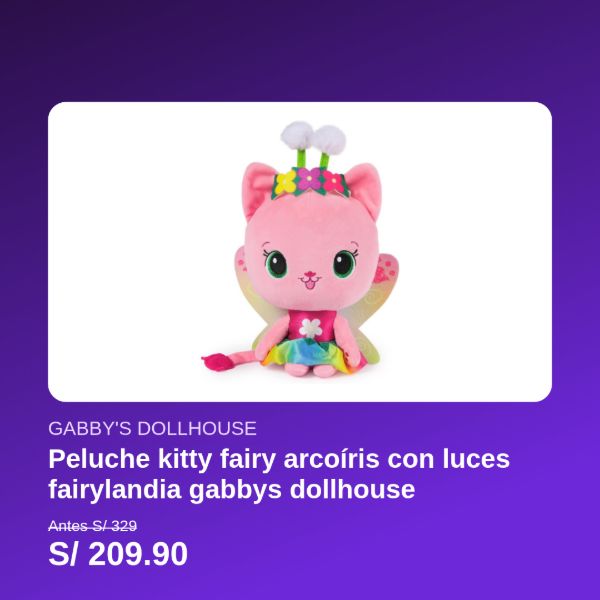 GABBY'S DOLLHOUSE
Peluche kitty fairy arcoíris con luces
fairylandia gabbys dollhouse
Antes S/ 329
S/ 209.90